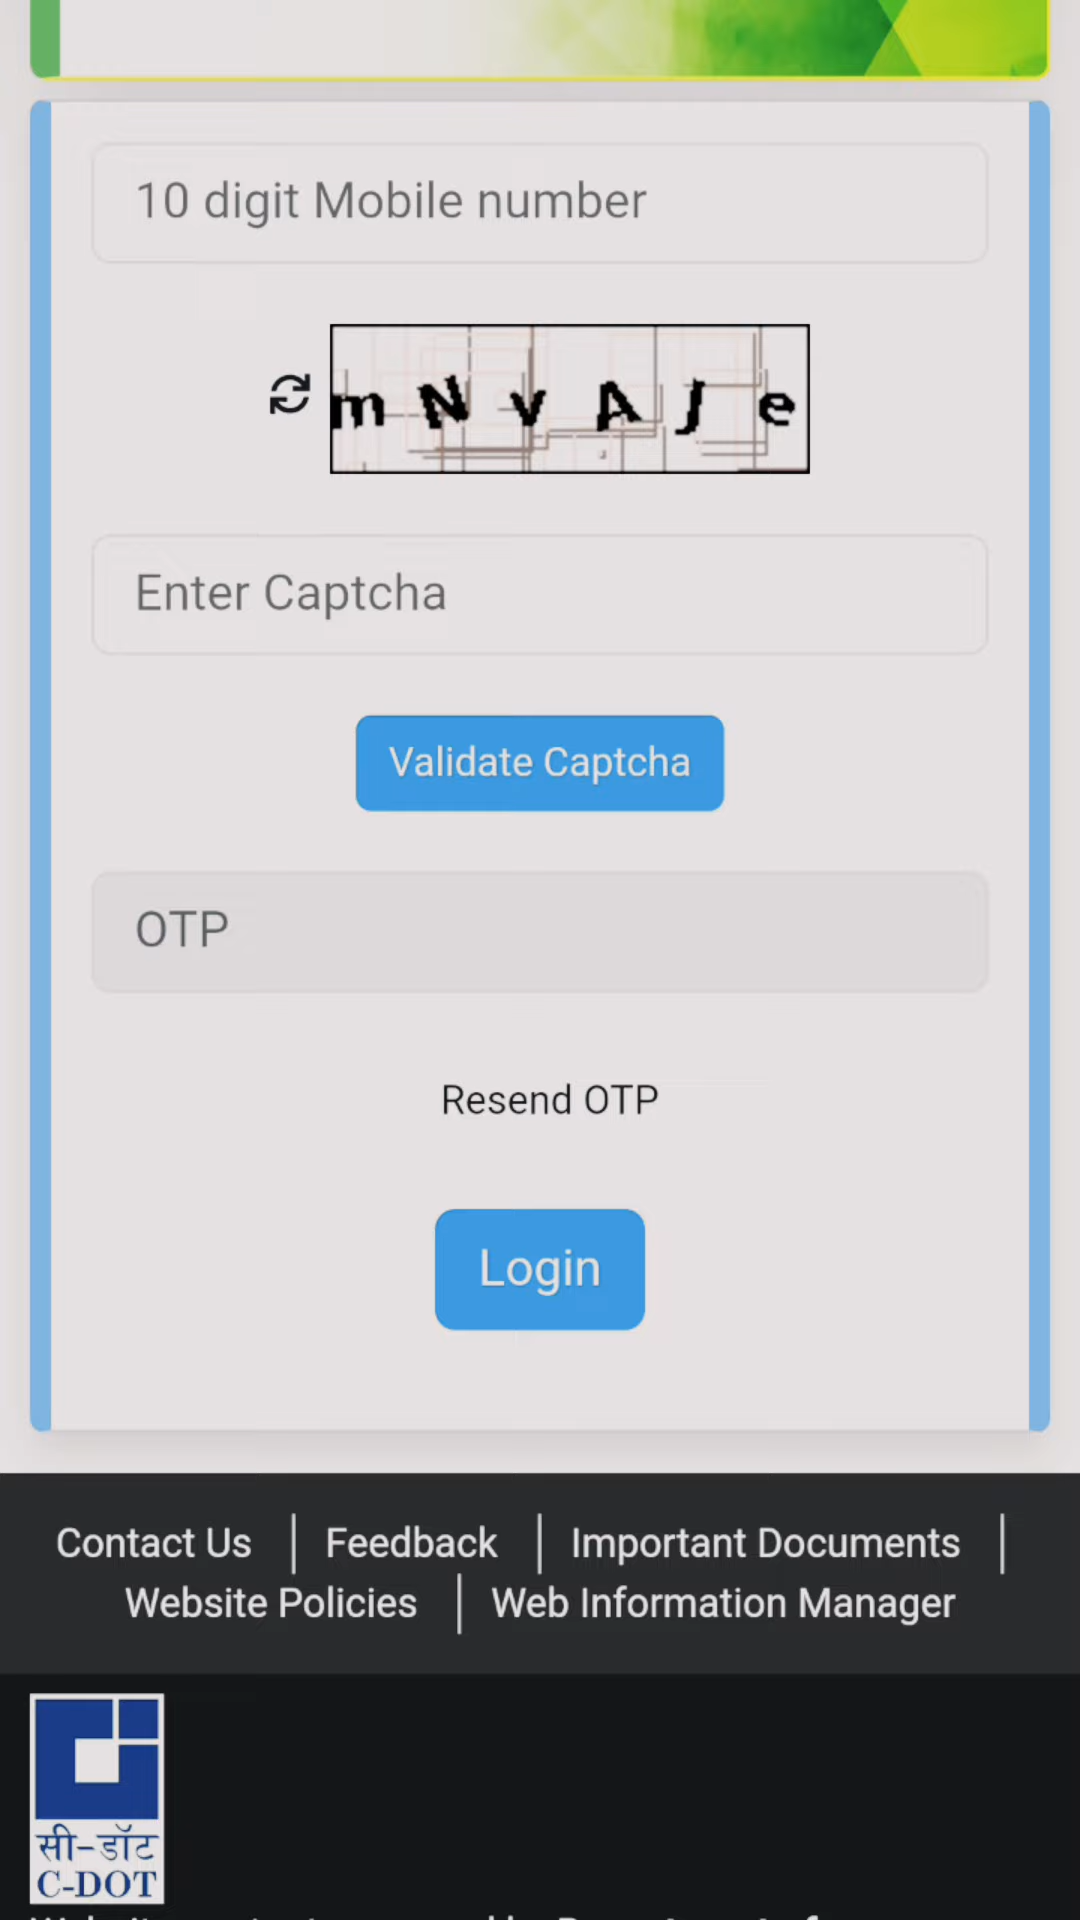 10 digit Mobile number
m N v A J e
Enter Captcha
Validate Captcha
OTP
Resend OTP
Login
Contact Us | Feedback | Important Documents |
Website Policies | Web Information Manager
सी-डॉट
C-DOT